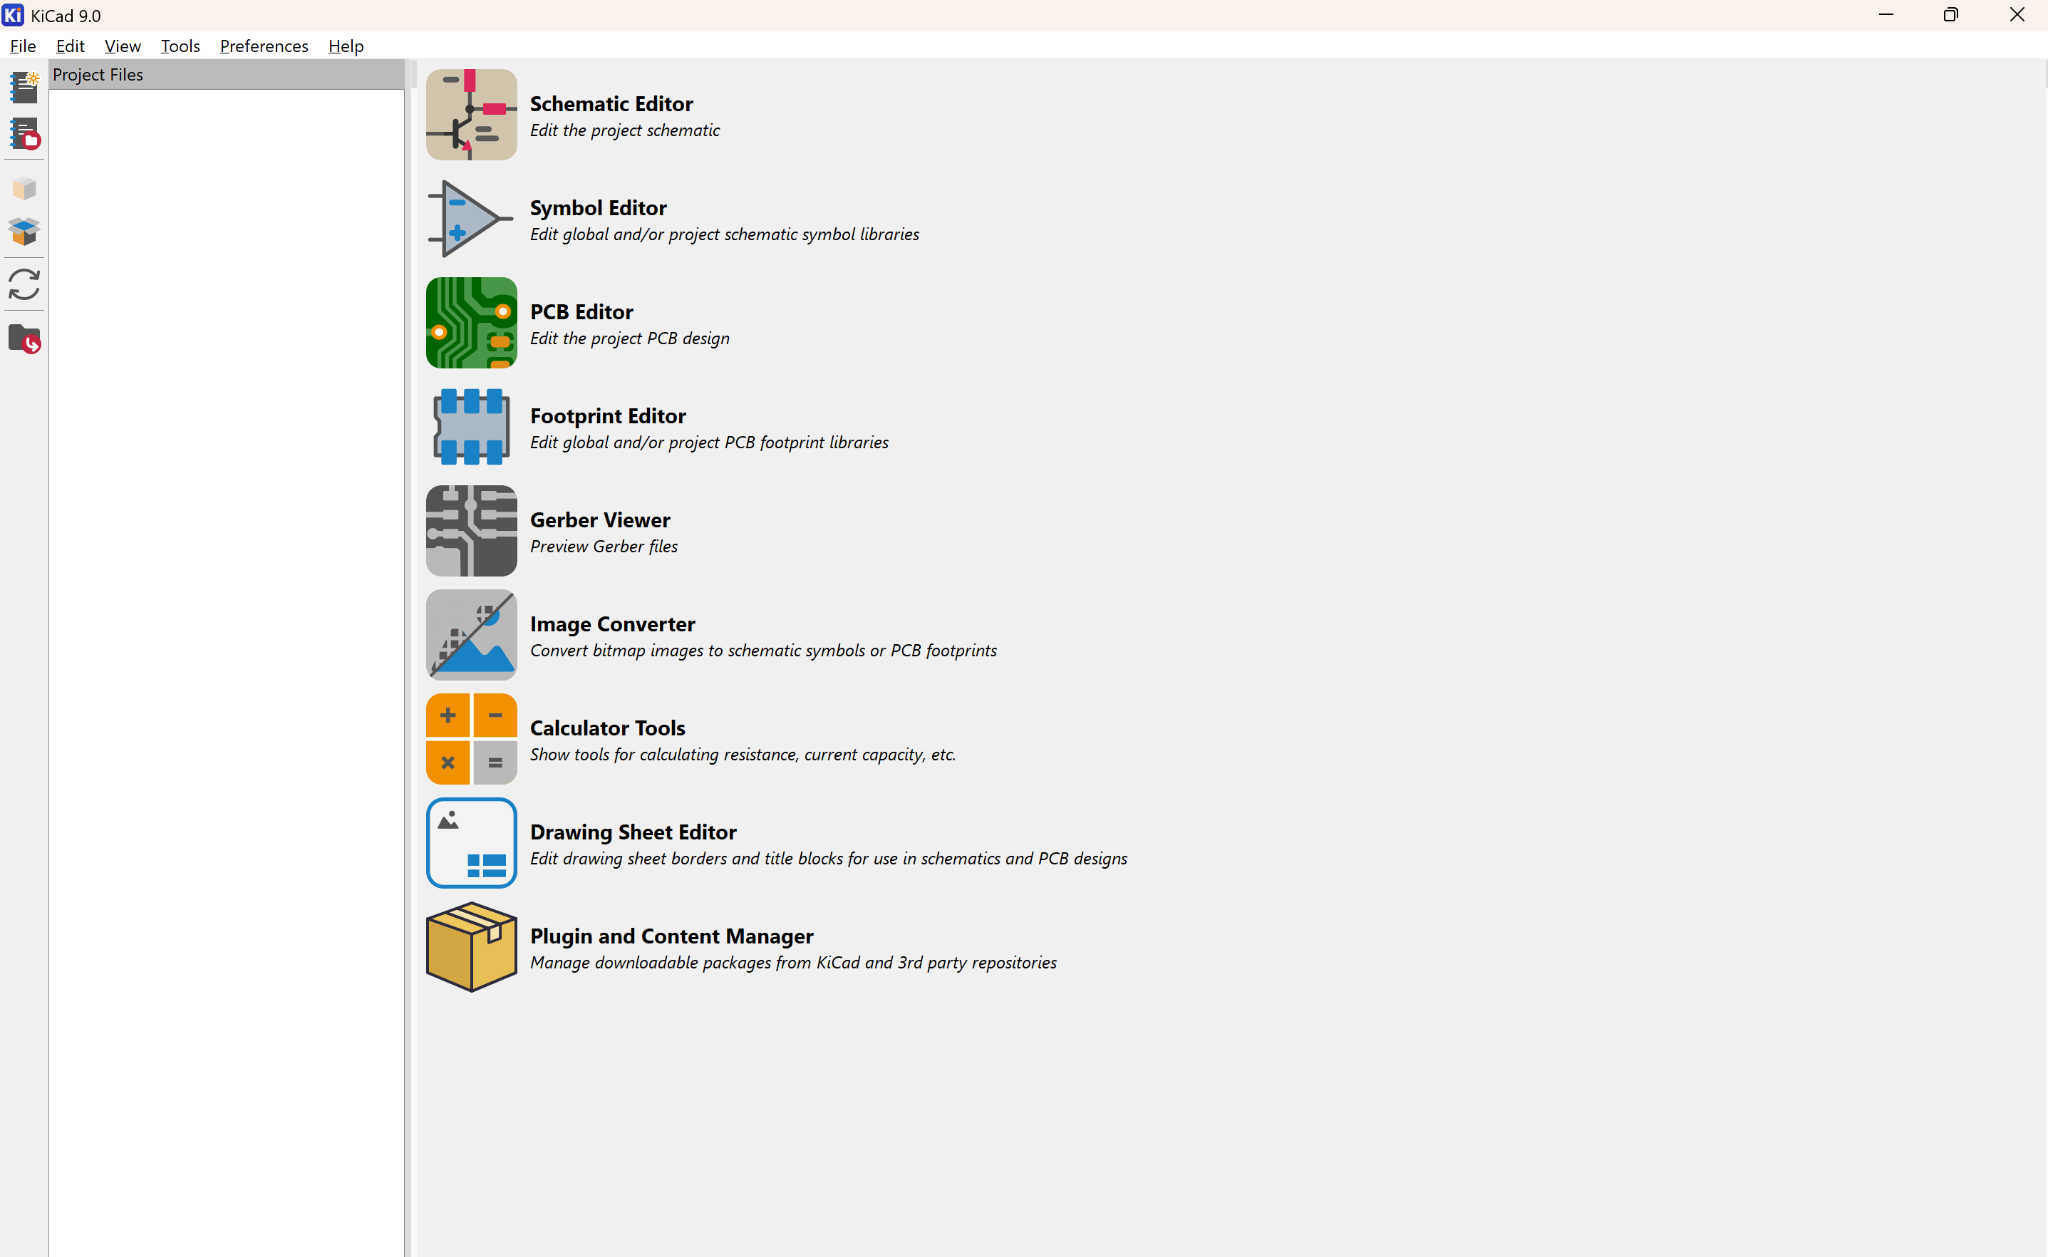 Ki KiCad 9.0
File Edit View Tools Preferences Help
Project Files
Schematic Editor
Edit the project schematic
Symbol Editor
Edit global and/or project schematic symbol libraries
PCB Editor
Edit the project PCB design
Footprint Editor
Edit global and/or project PCB footprint libraries
Gerber Viewer
Preview Gerber files
Image Converter
Convert bitmap images to schematic symbols or PCB footprints
Calculator Tools
Show tools for calculating resistance, current capacity, etc.
Drawing Sheet Editor
Edit drawing sheet borders and title blocks for use in schematics and PCB designs
Plugin and Content Manager
Manage downloadable packages from KiCad and 3rd party repositories